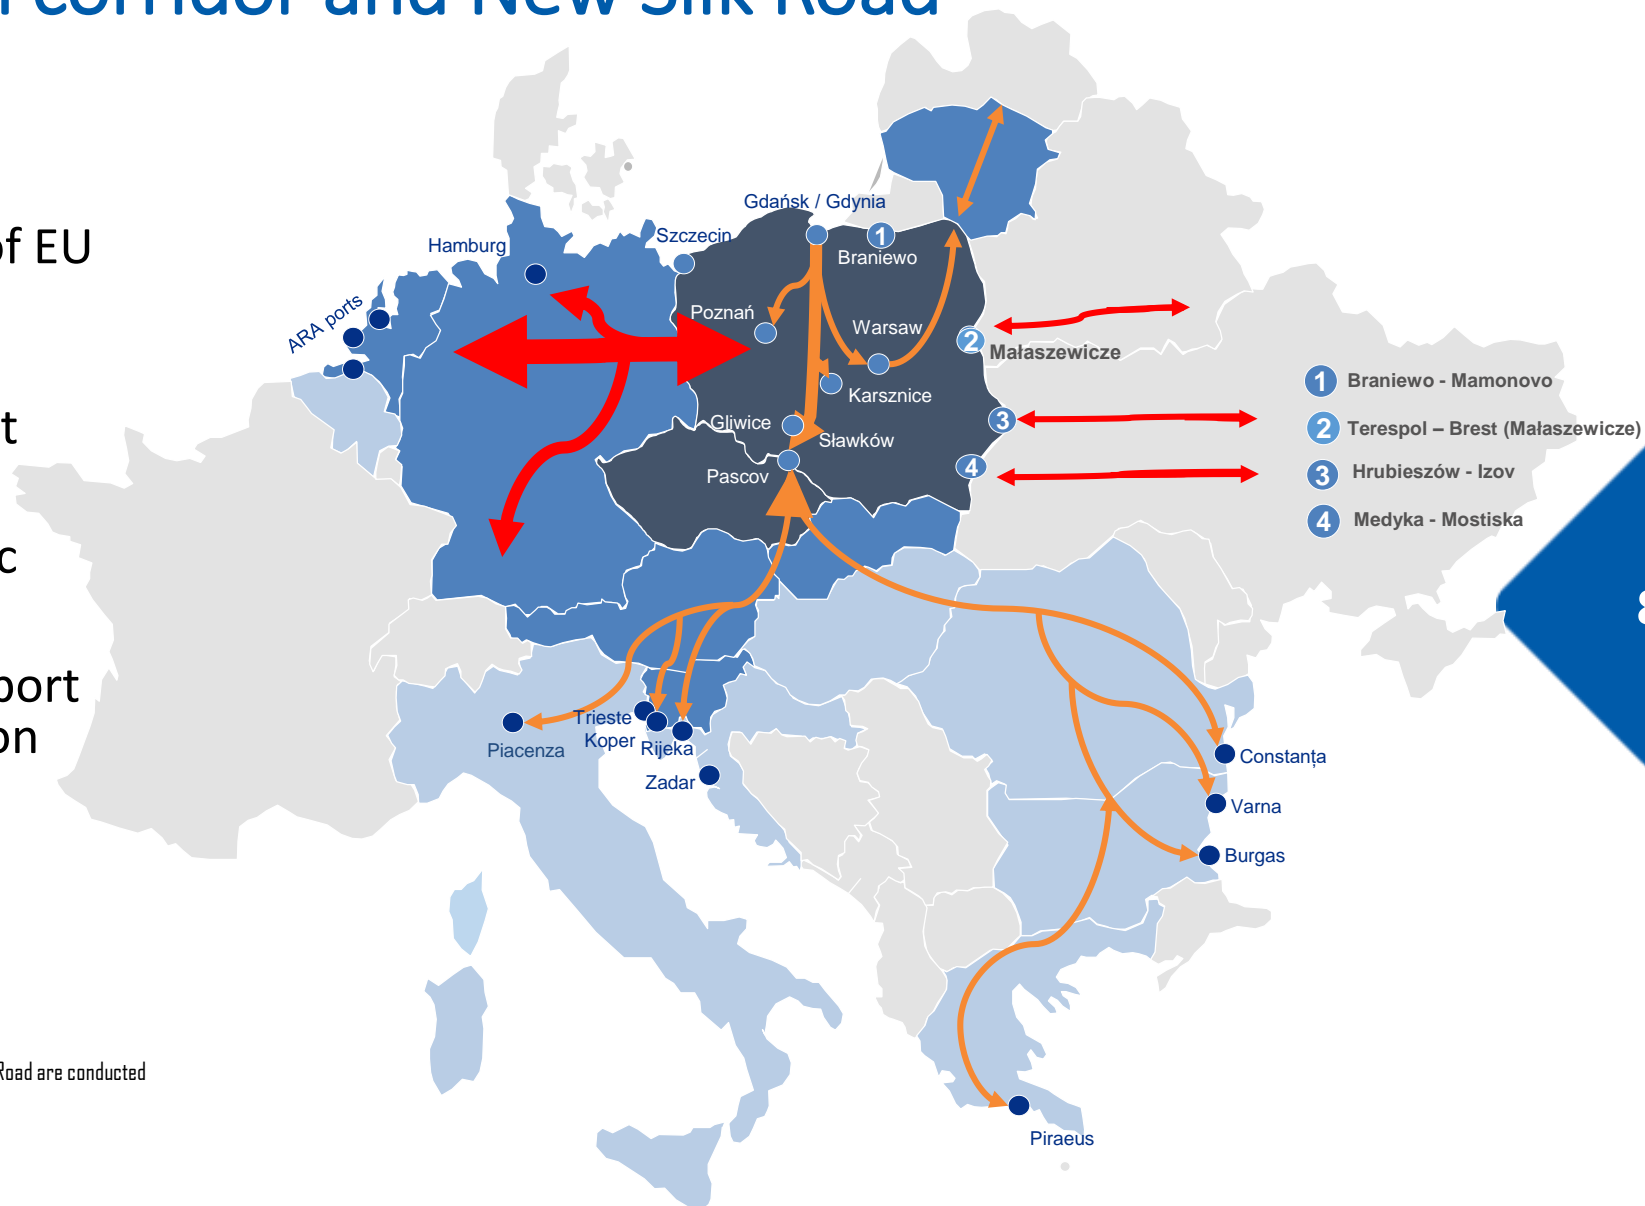 corridor and New Silk Road
of EU
t
c
port
on
Road are conducted
Gdańsk / Gdynia
Szczecin
Hamburg
1
Braniewo
ARA ports
Poznań
Warsaw
2
Małaszewicze
Karsznice
Gliwice
Sławków
3
Pascov
4
1 Braniewo - Mamonovo
2 Terespol – Brest (Małaszewicze)
3 Hrubieszów - Izov
4 Medyka - Mostiska
Trieste
Koper
Rijeka
Piacenza
Zadar
Constanța
Varna
Burgas
Piraeus